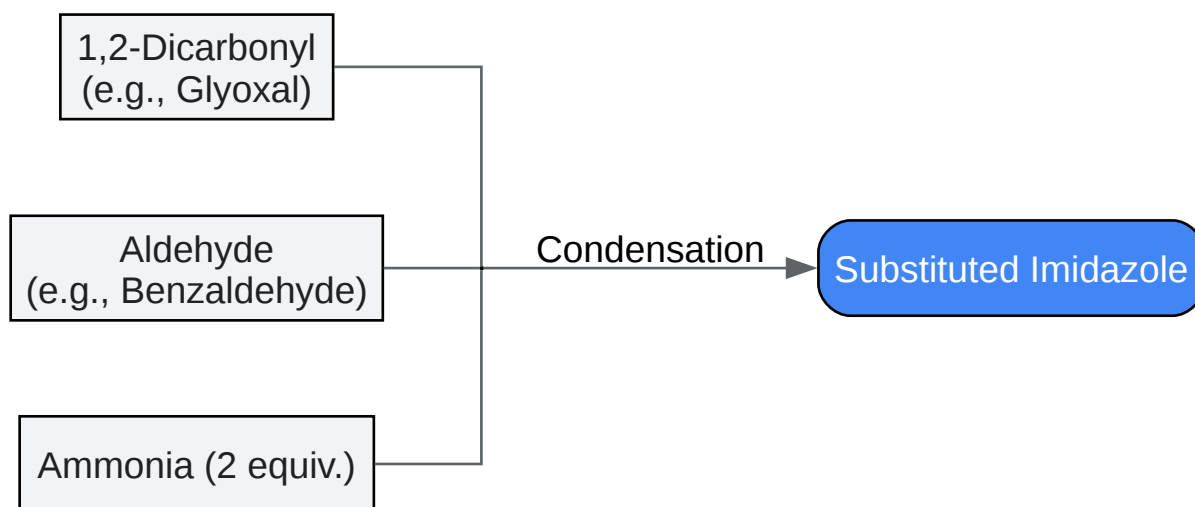 1,2-Dicarbonyl
(e.g., Glyoxal)
Aldehyde
(e.g., Benzaldehyde)
Condensation
Substituted Imidazole
Ammonia (2 equiv.)